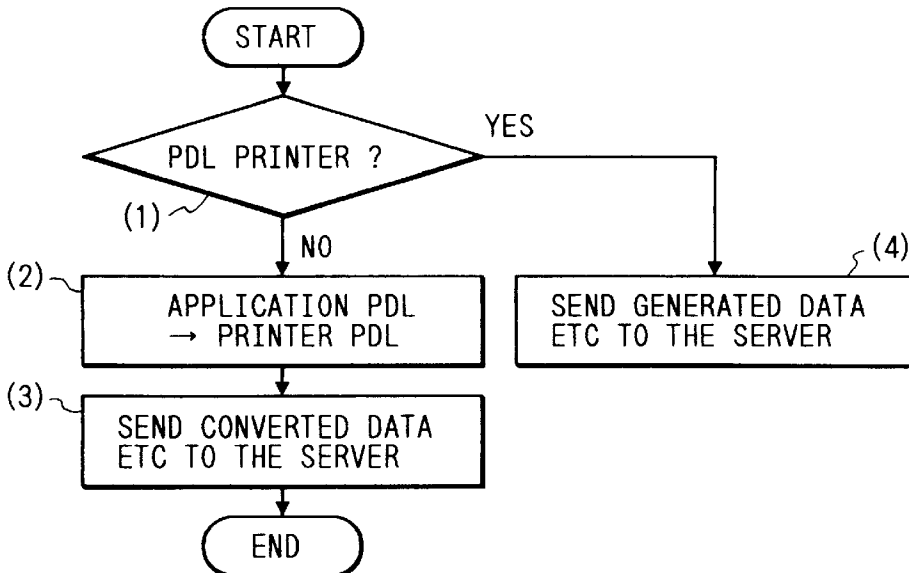 START
PDL PRINTER ?
YES
(1)
NO
(2)
APPLICATION PDL
→ PRINTER PDL
(4)
SEND GENERATED DATA
ETC TO THE SERVER
(3)
SEND CONVERTED DATA
ETC TO THE SERVER
END